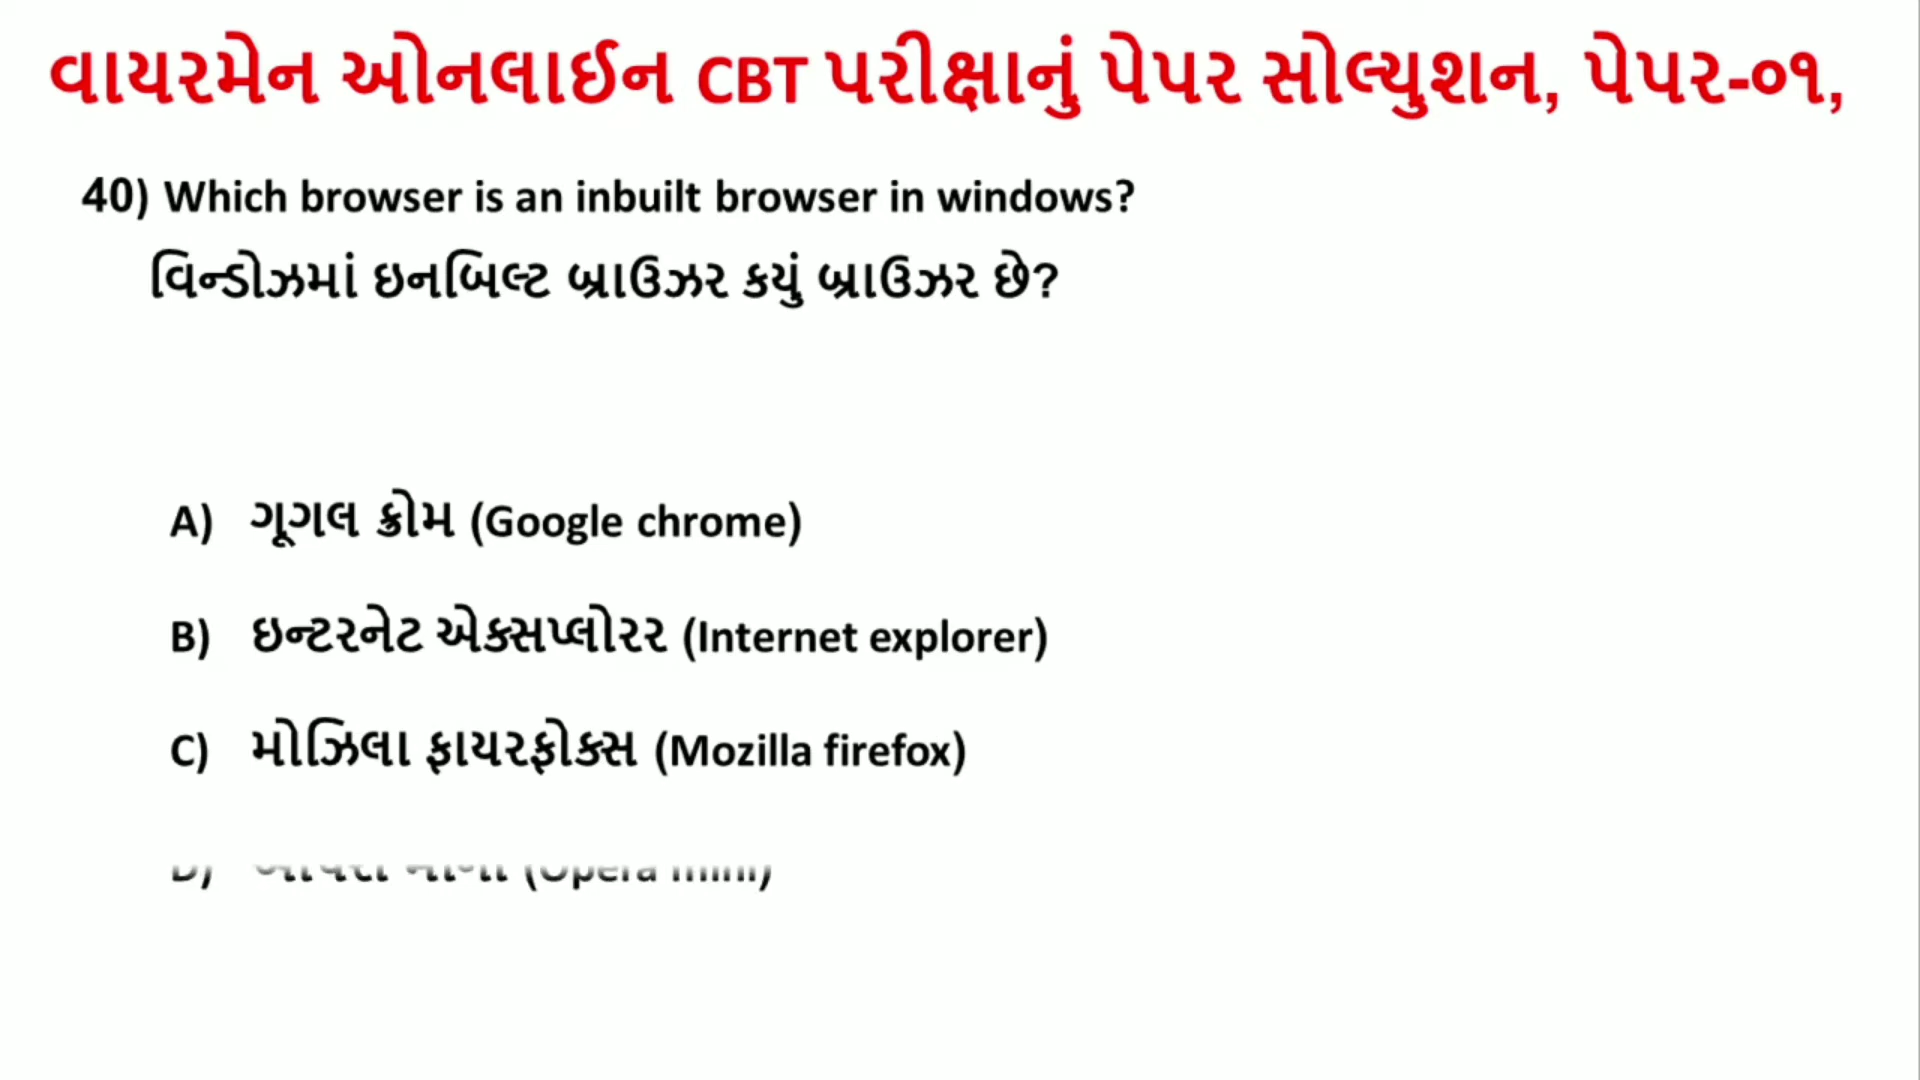 વાયરમેન ઓનલાઈન CBT પરીક્ષાનું પેપર સોલ્યુશન, પેપર-૦૧,
40) Which browser is an inbuilt browser in windows?
વિન્ડોઝમાં ઇનબિલ્ટ બ્રાઉઝર કયું બ્રાઉઝર છે?
A) ગૂગલ ક્રોમ (Google chrome)
B) ઇન્ટરનેટ એક્સપ્લોરર (Internet explorer)
C) મોઝિલા ફાયરફોક્સ (Mozilla firefox)
D) (Opera mini)